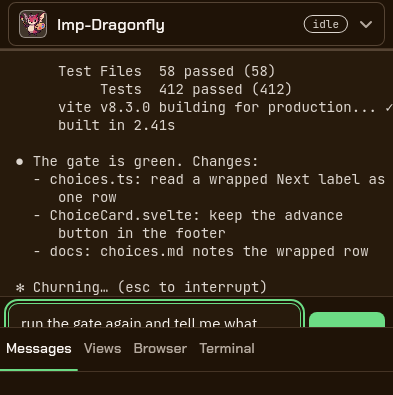 Imp-Dragonfly idle
Test Files 58 passed (58)
Tests 412 passed (412)
vite v8.3.0 building for production... ✓
built in 2.41s
● The gate is green. Changes:
- choices.ts: read a wrapped Next label as
one row
- ChoiceCard.svelte: keep the advance
button in the footer
- docs: choices.md notes the wrapped row
✻ Churning… (esc to interrupt)
run the gate again and tell me what
Messages Views Browser Terminal